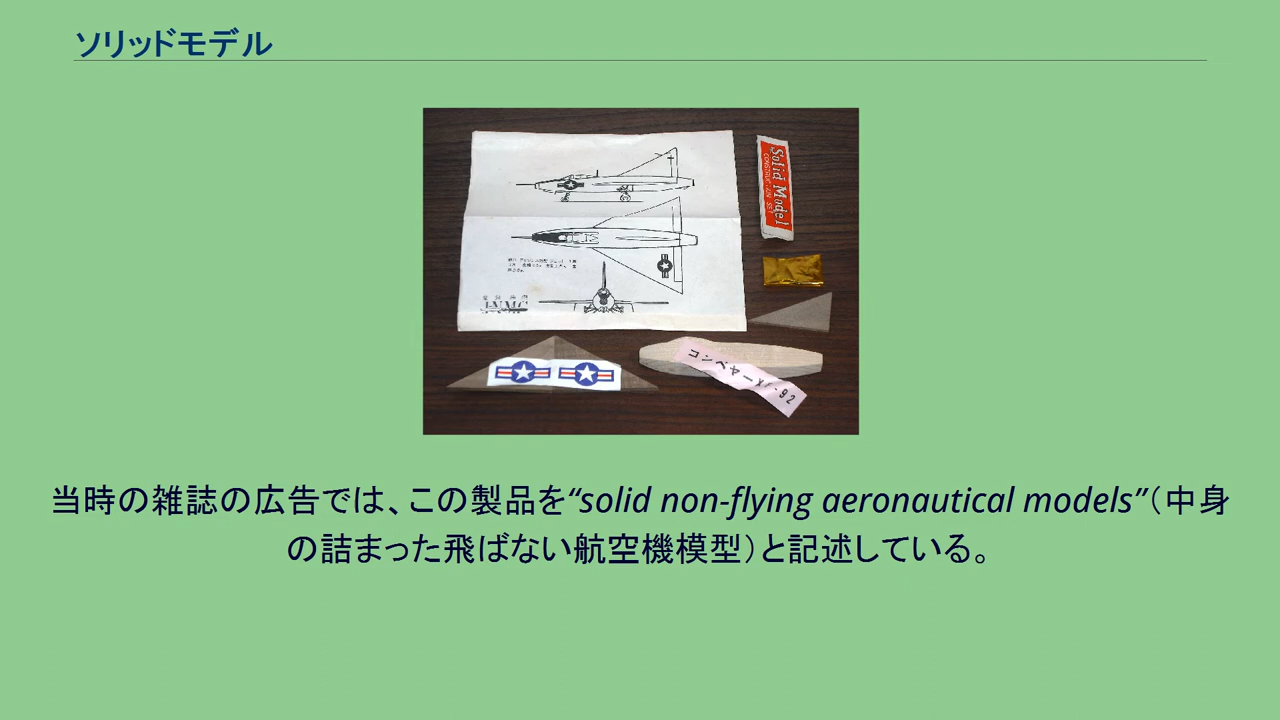 ソリッドモデル
Solid Model
CONSTRUCTION SET
コンベヤー
-92
当時の雑誌の広告では、この製品を“solid non-flying aeronautical models”（中身
の詰まった飛ばない航空機模型）と記述している。